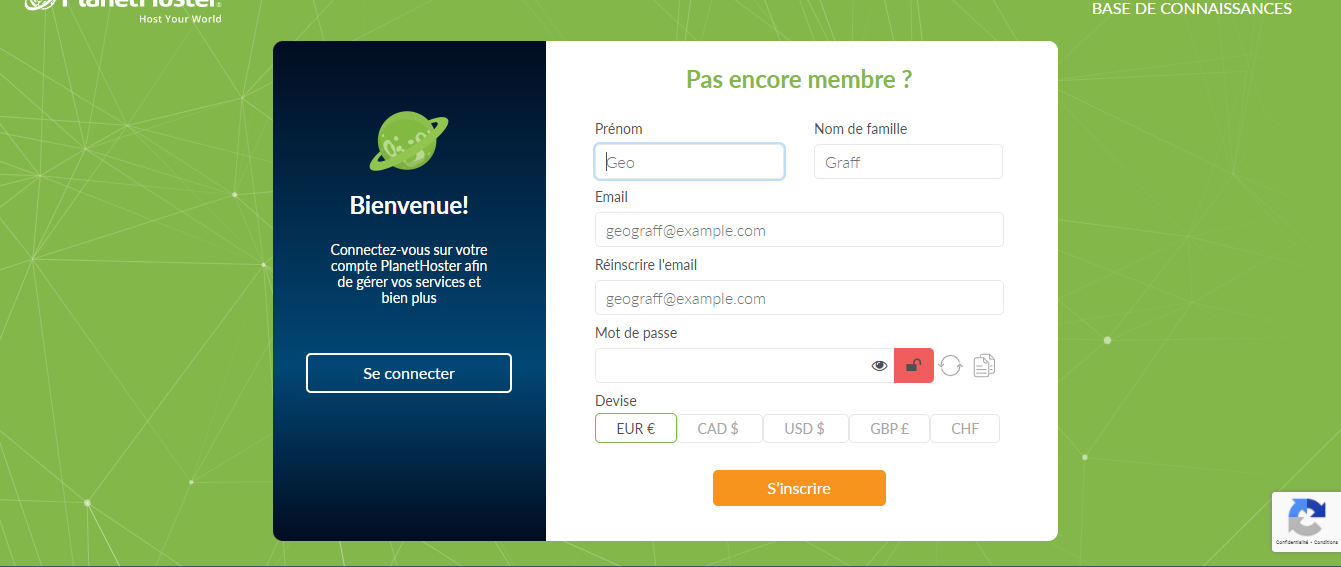 PlanetHoster
Host Your World
BASE DE CONNAISSANCES
Bienvenue!
Connectez-vous sur votre
compte PlanetHoster afin
de gérer vos services et
bien plus
Se connecter
Pas encore membre ?
Prénom
Nom de famille
Geo
Graff
Email
geograff@example.com
Réinscrire l'email
geograff@example.com
Mot de passe
Devise
EUR €
CAD $
USD $
GBP £
CHF
S'inscrire
Confidentialité - Conditions